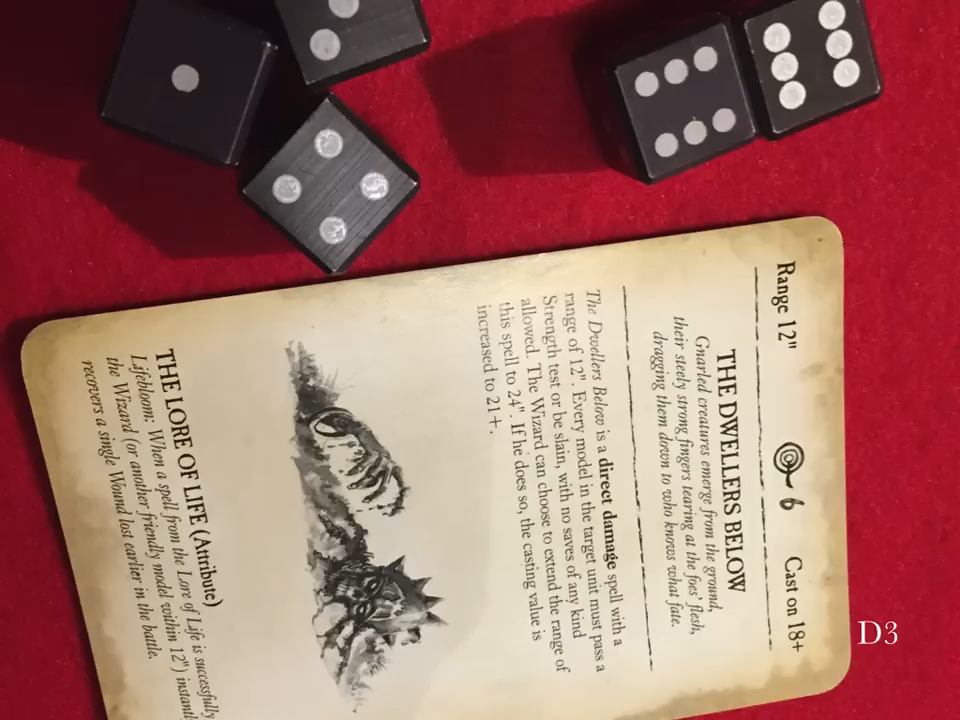 Range 12" 6 Cast on 18+
THE DWELLERS BELOW
Gnarled creatures emerge from the ground,
their steely strong fingers tearing at the foes' flesh,
dragging them down to who knows what fate.
The Dwellers Below is a direct damage spell with a
range of 12". Every model in the target unit must pass a
Strength test or be slain, with no saves of any kind
allowed. The Wizard can choose to extend the range of
this spell to 24". If he does so, the casting value is
increased to 21+.
THE LORE OF LIFE (Attribute)
Lifebloom: When a spell from the Lore of Life is successfully
the Wizard (or another friendly model within 12") instantl
recovers a single Wound lost earlier in the battle.
D3